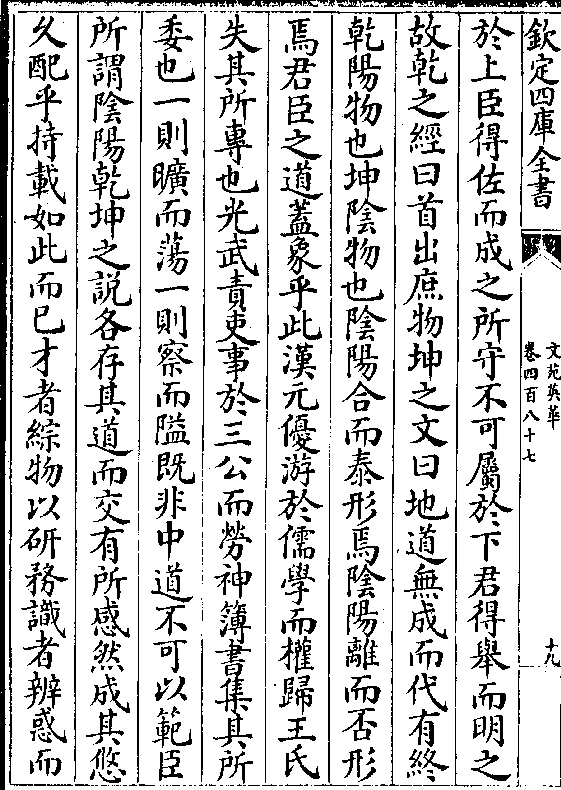 欽定四庫全書
文苑英華
卷四百八十七
十九
於上臣得佐而成之所守不可屬於下君得舉而明之
故乾之經曰首出庶物坤之文曰地道無成而代有終
乾陽物也坤陰物也陰陽合而泰形焉陰陽離而否形
焉君臣之道蓋象乎此漢元優游於儒學而權歸王氏
失其所專也光武責吏事於三公而勞神簿書集其所
委也一則曠而蕩一則察而隘既非中道不可以範臣
所謂陰陽乾坤之說各存其道而交有所感然成其悠
久配乎持載如此而已才者綜物以研務識者辨惑而